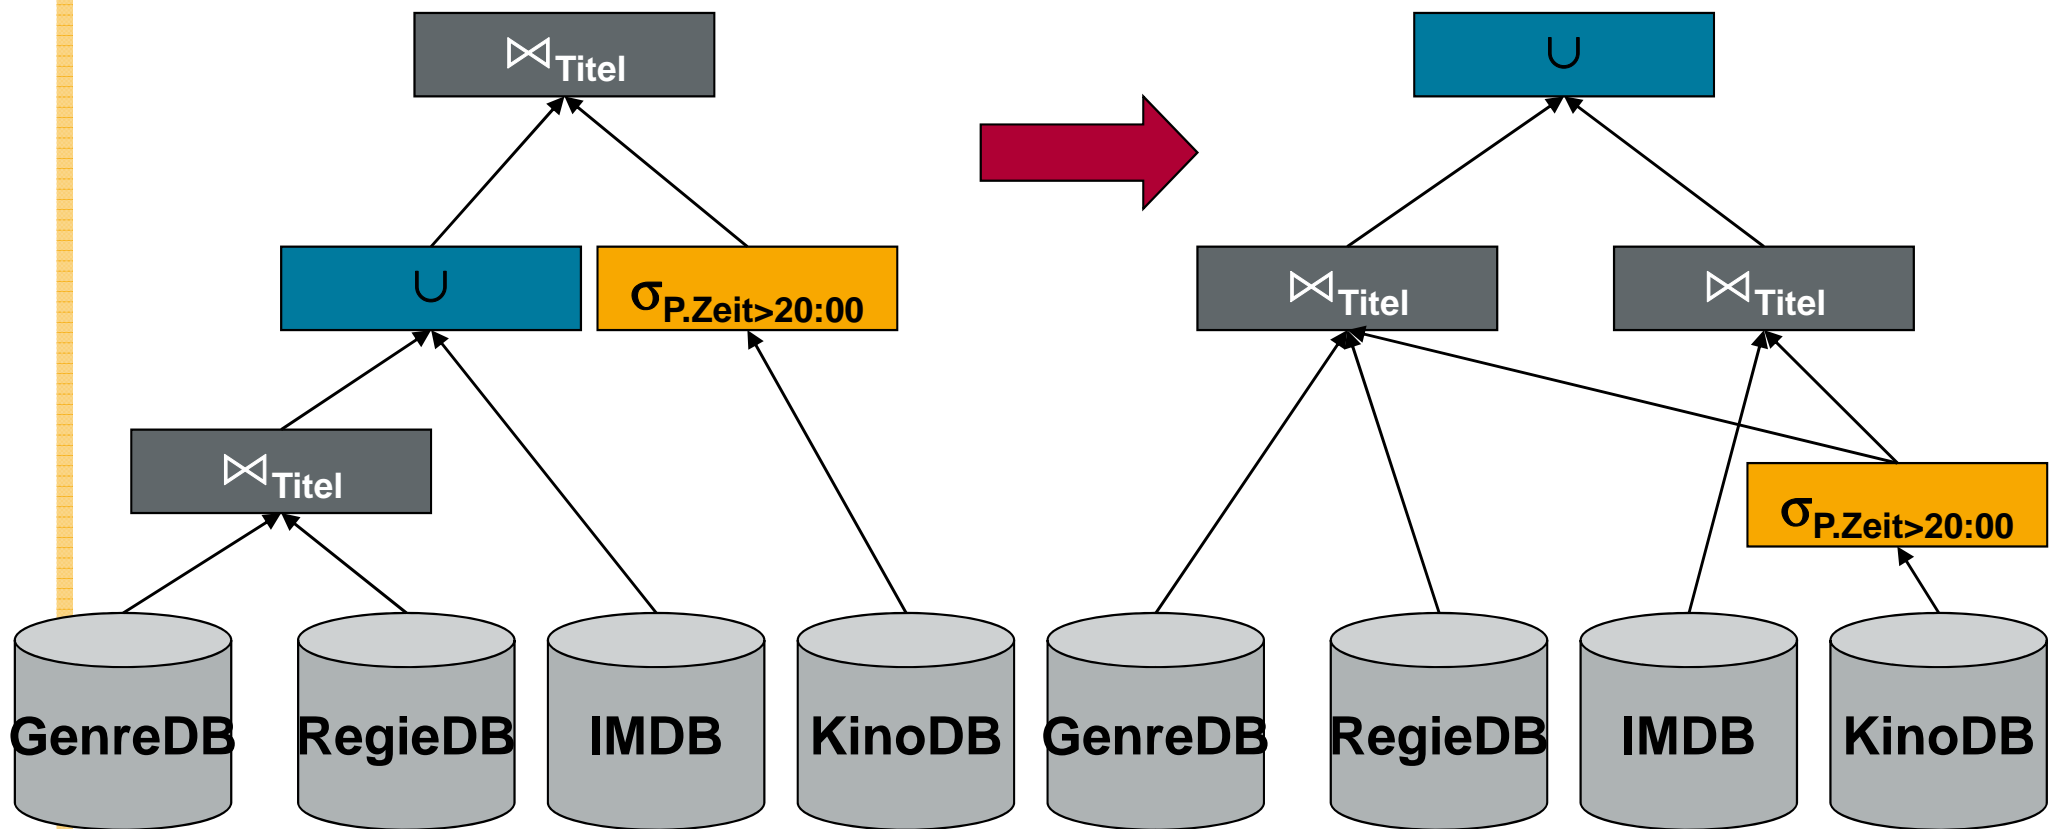 ⋈Titel
∪
∪
σP.Zeit>20:00
⋈Titel
⋈Titel
⋈Titel
σP.Zeit>20:00
GenreDB RegieDB IMDB KinoDB GenreDB RegieDB IMDB KinoDB